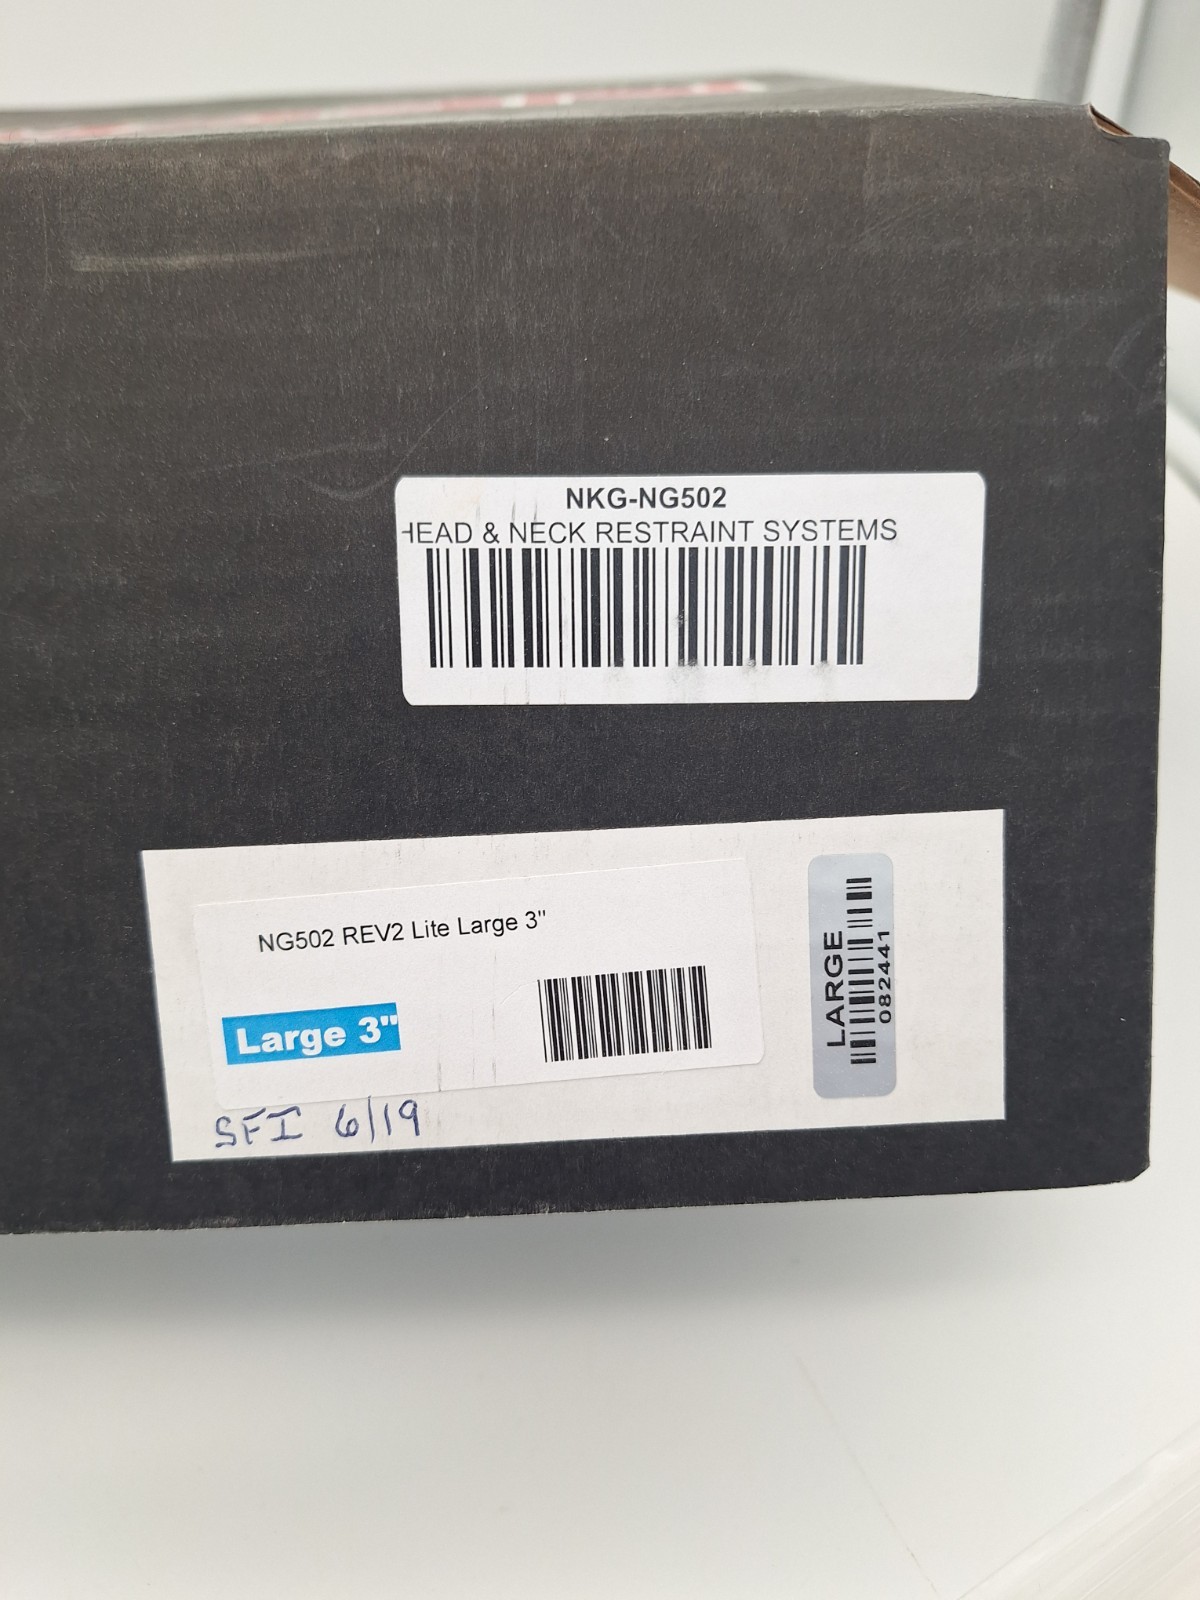 NKG-NG502
HEAD & NECK RESTRAINT SYSTEMS
NG502 REV2 Lite Large 3"
Large 3"
SFI 6/19
LARGE
082441